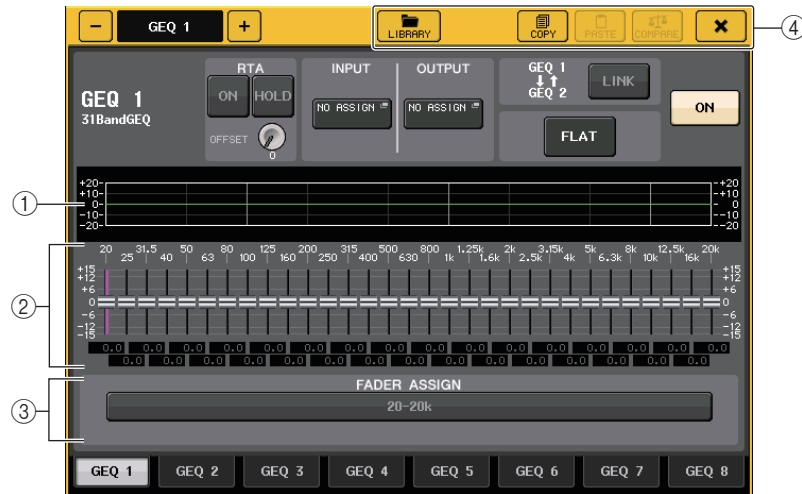 − GEQ 1 +
LIBRARY COPY PASTE COMPARE ×
④
GEQ 1
31BandGEQ
RTA
ON HOLD
OFFSET
0
INPUT OUTPUT
NO ASSIGN NO ASSIGN
GEQ 1
GEQ 2
LINK
FLAT
ON
①
+20 +20
+10 +10
0 0
-10 -10
-20 -20
②
20 31.5 50 80 125 200 315 500 800 1.25k 2k 3.15k 5k 8k 12.5k 20k
25 40 63 100 160 250 400 630 1k 1.6k 2.5k 4k 6.3k 10k 16k
+15 +15
+12 +12
+6 +6
0 0
-6 -6
-12 -12
-15 -15
0.0 0.0 0.0 0.0 0.0 0.0 0.0 0.0 0.0 0.0 0.0 0.0 0.0 0.0 0.0 0.0
0.0 0.0 0.0 0.0 0.0 0.0 0.0 0.0 0.0 0.0 0.0 0.0 0.0 0.0 0.0
③
FADER ASSIGN
20-20k
GEQ 1 GEQ 2 GEQ 3 GEQ 4 GEQ 5 GEQ 6 GEQ 7 GEQ 8